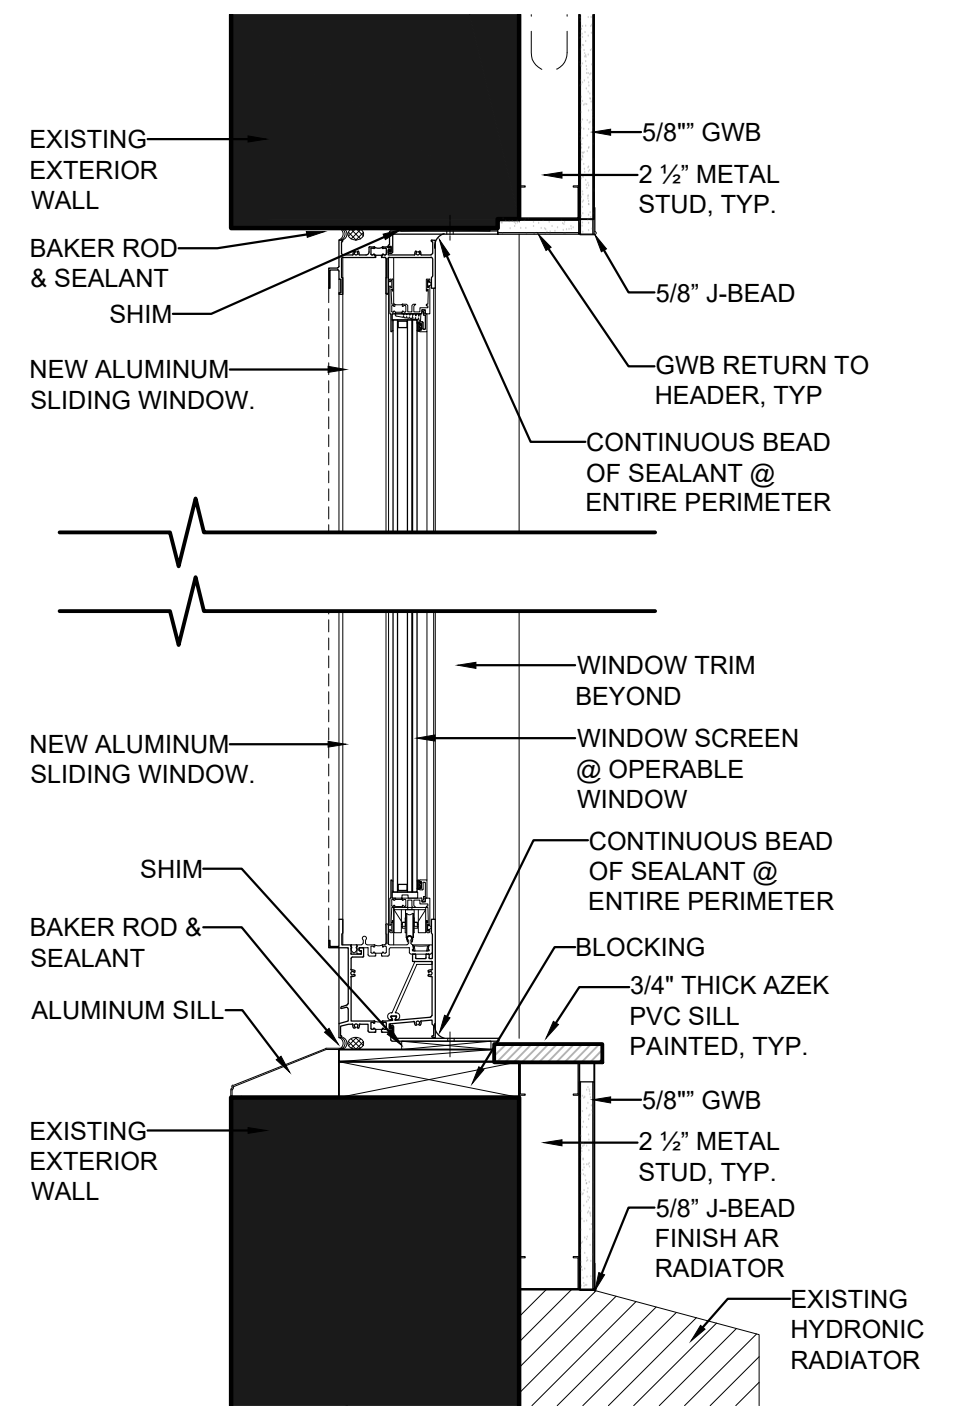 EXISTING
EXTERIOR
WALL
5/8"” GWB
2 ½” METAL
STUD, TYP.
BAKER ROD
& SEALANT
SHIM
5/8” J-BEAD
NEW ALUMINUM
SLIDING WINDOW.
GWB RETURN TO
HEADER, TYP
CONTINUOUS BEAD
OF SEALANT @
ENTIRE PERIMETER
WINDOW TRIM
BEYOND
NEW ALUMINUM
SLIDING WINDOW.
WINDOW SCREEN
@ OPERABLE
WINDOW
SHIM
CONTINUOUS BEAD
OF SEALANT @
ENTIRE PERIMETER
BAKER ROD &
SEALANT
BLOCKING
ALUMINUM SILL
3/4" THICK AZEK
PVC SILL
PAINTED, TYP.
5/8"” GWB
EXISTING
EXTERIOR
WALL
2 ½” METAL
STUD, TYP.
5/8” J-BEAD
FINISH AR
RADIATOR
EXISTING
HYDRONIC
RADIATOR